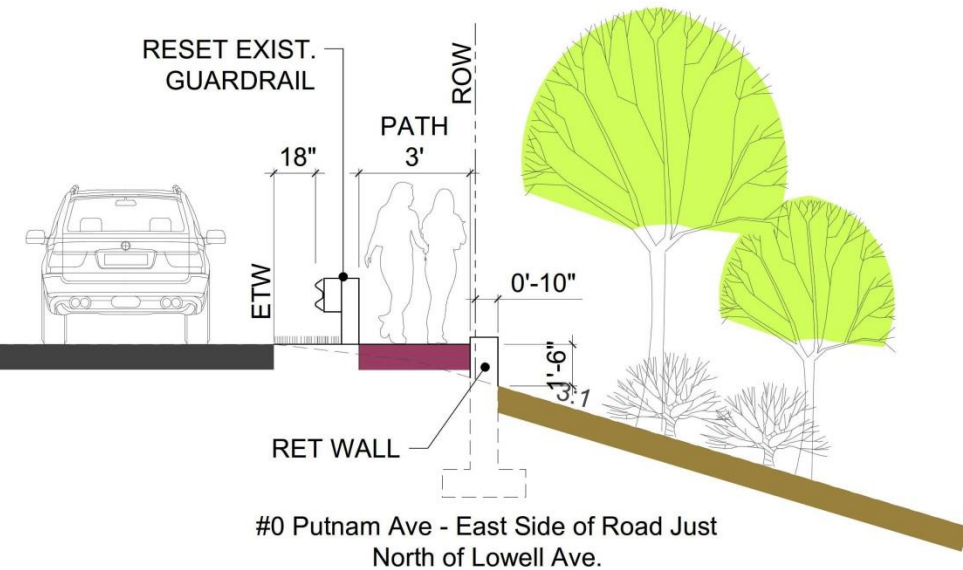 RESET EXIST.
GUARDRAIL
ROW
PATH
3'
18"
ETW
0'-10"
1'-6"
3:1
RET WALL
#0 Putnam Ave - East Side of Road Just
North of Lowell Ave.